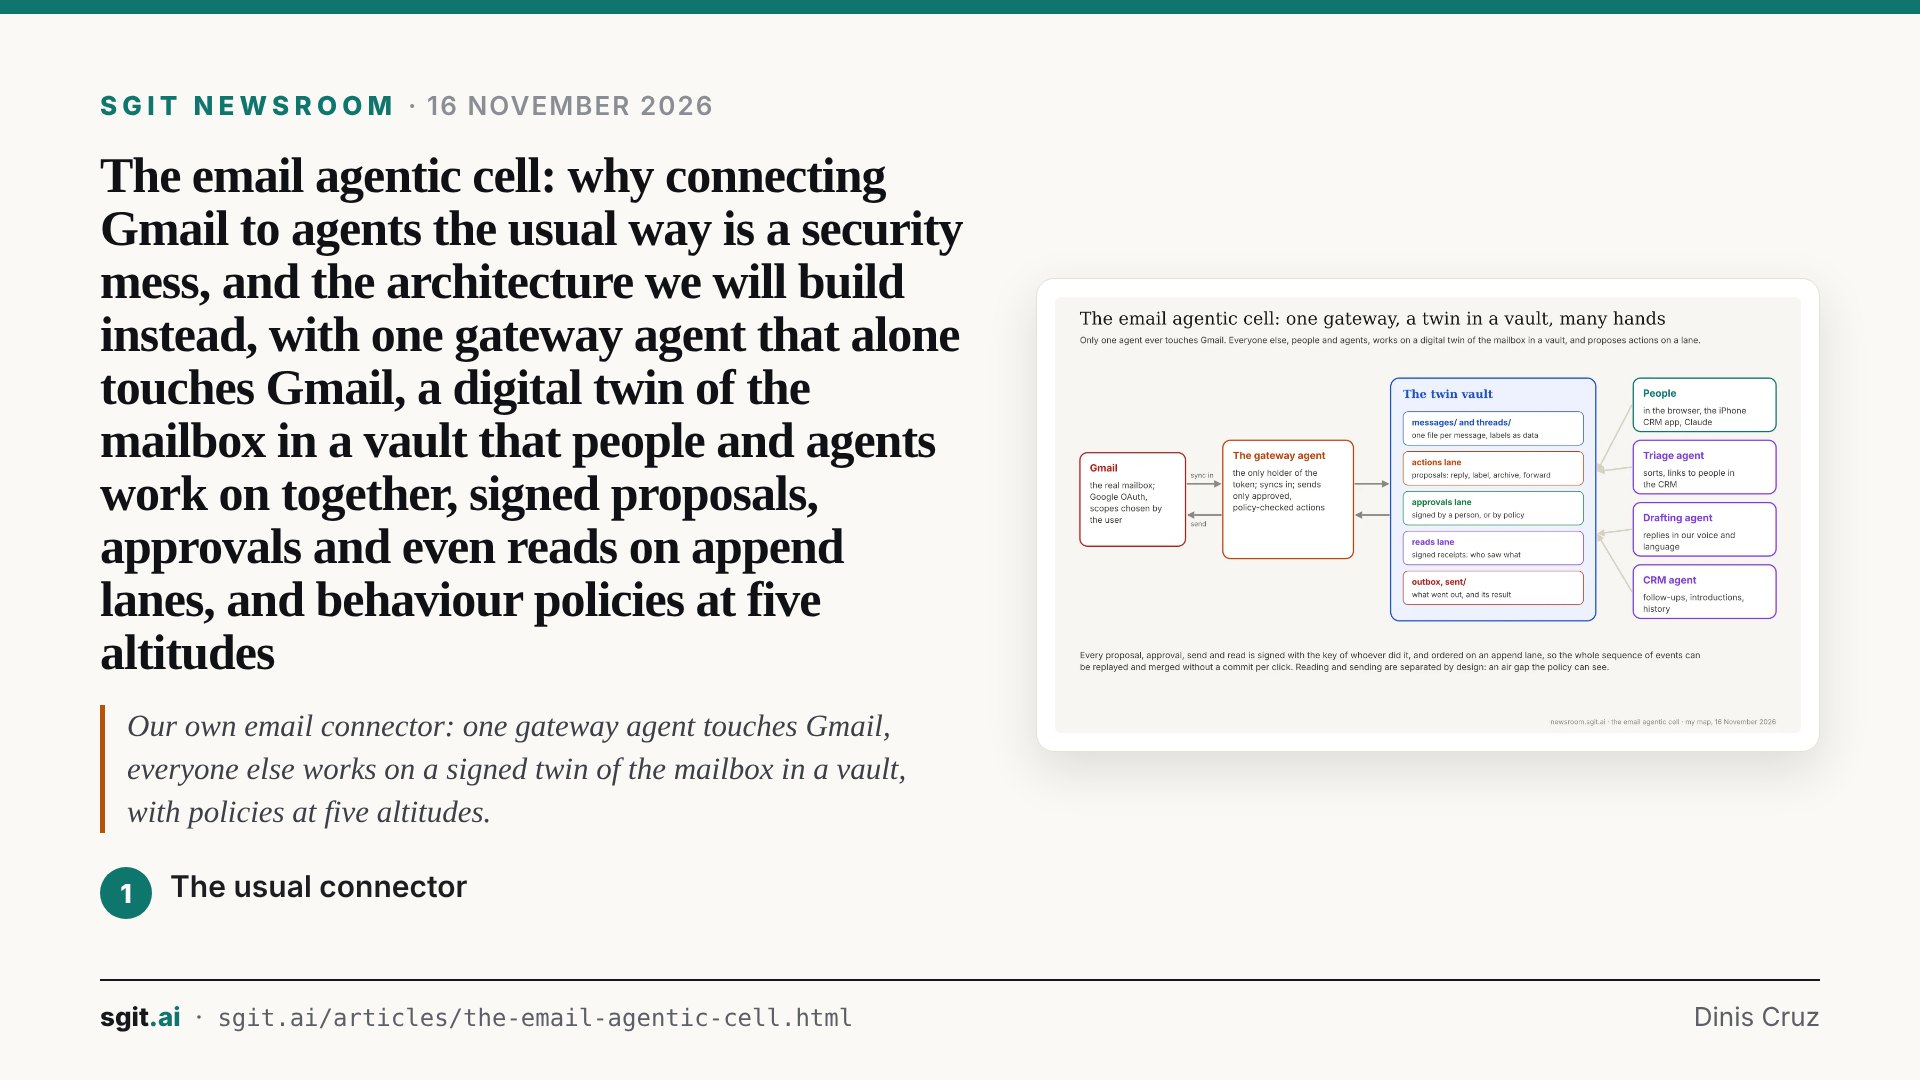 SGIT NEWSROOM · 16 NOVEMBER 2026
The email agentic cell: why connecting
Gmail to agents the usual way is a security
mess, and the architecture we will build
instead, with one gateway agent that alone
touches Gmail, a digital twin of the
mailbox in a vault that people and agents
work on together, signed proposals,
approvals and even reads on append
lanes, and behaviour policies at five
altitudes
Our own email connector: one gateway agent touches Gmail,
everyone else works on a signed twin of the mailbox in a vault,
with policies at five altitudes.
1 The usual connector
The email agentic cell: one gateway, a twin in a vault, many hands
Only one agent ever touches Gmail. Everyone else, people and agents, works on a digital twin of the mailbox in a vault, and proposes actions on a lane.
Gmail
the real mailbox;
Google OAuth,
scopes chosen by
the user
sync in
send
The gateway agent
the only holder of the
token; syncs in; sends
only approved,
policy-checked actions
The twin vault
messages/ and threads/
one file per message, labels as data
actions lane
proposals: reply, label, archive, forward
approvals lane
signed by a person, or by policy
reads lane
signed receipts: who saw what
outbox, sent/
what went out, and its result
People
in the browser, the iPhone
CRM app, Claude
Triage agent
sorts, links to people in
the CRM
Drafting agent
replies in our voice and
language
CRM agent
follow-ups, introductions,
history
Every proposal, approval, send and read is signed with the key of whoever did it, and ordered on an append lane, so the whole sequence of events can
be replayed and merged without a commit per click. Reading and sending are separated by design: an air gap the policy can see.
newsroom.sgit.ai · the email agentic cell · my map, 16 November 2026
sgit.ai · sgit.ai/articles/the-email-agentic-cell.html
Dinis Cruz